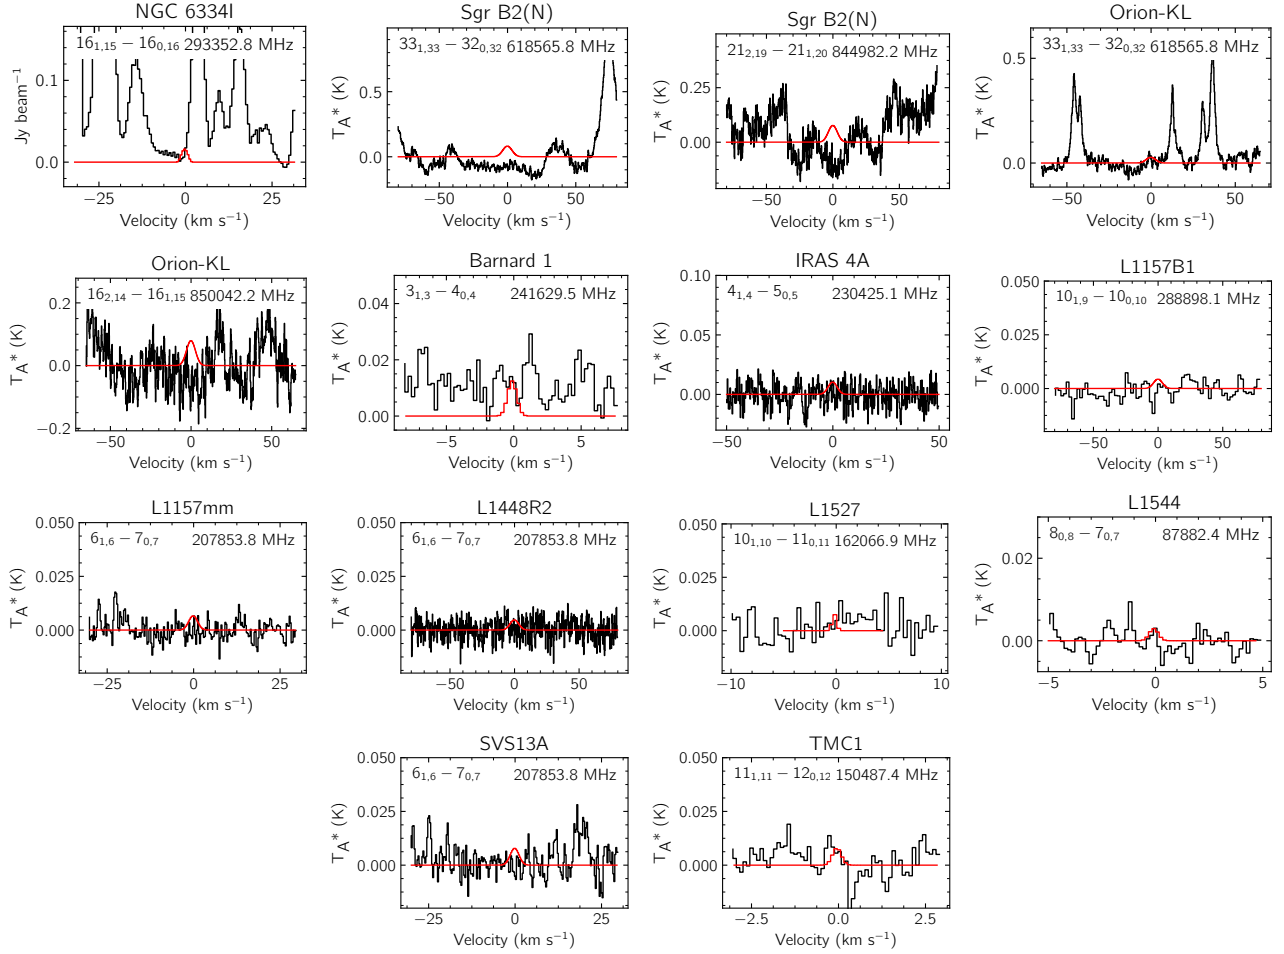 NGC 6334I
16₁,₁₅ − 16₀,₁₆ 293352.8 MHz
Jy beam⁻¹
0.1
0.0
−25 0 25
Velocity (km s⁻¹)
Sgr B2(N)
33₁,₃₃ − 32₀,₃₂ 618565.8 MHz
T_A* (K)
0.5
0.0
−50 0 50
Velocity (km s⁻¹)
Sgr B2(N)
21₂,₁₉ − 21₁,₂₀ 844982.2 MHz
T_A* (K)
0.25
0.00
−50 0 50
Velocity (km s⁻¹)
Orion-KL
33₁,₃₃ − 32₀,₃₂ 618565.8 MHz
T_A* (K)
0.5
0.0
−50 0 50
Velocity (km s⁻¹)
Orion-KL
16₂,₁₄ − 16₁,₁₅ 850042.2 MHz
T_A* (K)
0.2
0.0
−0.2
−50 0 50
Velocity (km s⁻¹)
Barnard 1
3₁,₃ − 4₀,₄ 241629.5 MHz
T_A* (K)
0.04
0.02
0.00
−5 0 5
Velocity (km s⁻¹)
IRAS 4A
4₁,₄ − 5₀,₅ 230425.1 MHz
T_A* (K)
0.10
0.05
0.00
−50 0 50
Velocity (km s⁻¹)
L1157B1
10₁,₉ − 10₀,₁₀ 288898.1 MHz
T_A* (K)
0.050
0.025
0.000
−50 0 50
Velocity (km s⁻¹)
L1157mm
6₁,₆ − 7₀,₇ 207853.8 MHz
T_A* (K)
0.050
0.025
0.000
−25 0 25
Velocity (km s⁻¹)
L1448R2
6₁,₆ − 7₀,₇ 207853.8 MHz
T_A* (K)
0.050
0.025
0.000
−50 0 50
Velocity (km s⁻¹)
L1527
10₁,₁₀ − 11₀,₁₁ 162066.9 MHz
T_A* (K)
0.050
0.025
0.000
−10 0 10
Velocity (km s⁻¹)
L1544
8₀,₈ − 7₀,₇ 87882.4 MHz
T_A* (K)
0.02
0.00
−5 0 5
Velocity (km s⁻¹)
SVS13A
6₁,₆ − 7₀,₇ 207853.8 MHz
T_A* (K)
0.050
0.025
0.000
−25 0 25
Velocity (km s⁻¹)
TMC1
11₁,₁₁ − 12₀,₁₂ 150487.4 MHz
T_A* (K)
0.050
0.025
0.000
−2.5 0.0 2.5
Velocity (km s⁻¹)